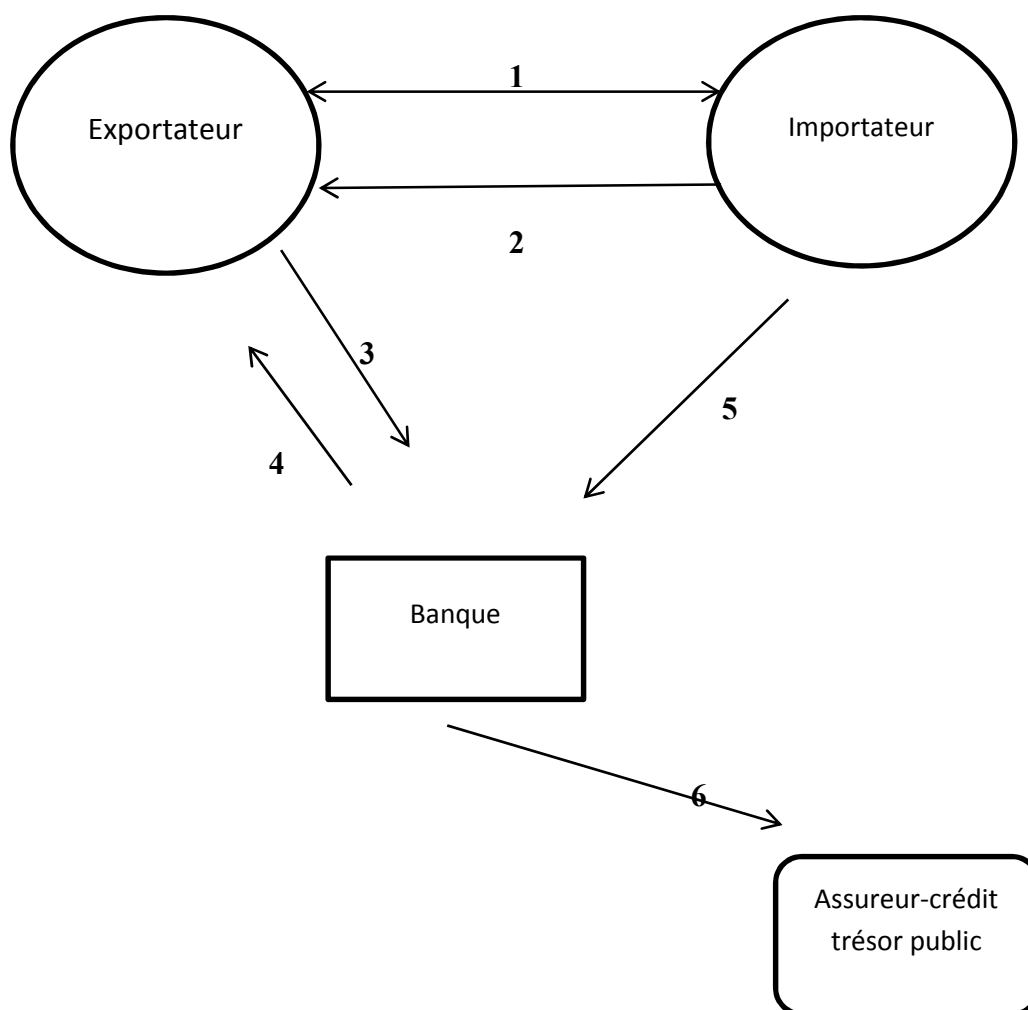 1
Exportateur
Importateur
2
3
5
4
Banque
6
Assureur-crédit
trésor public